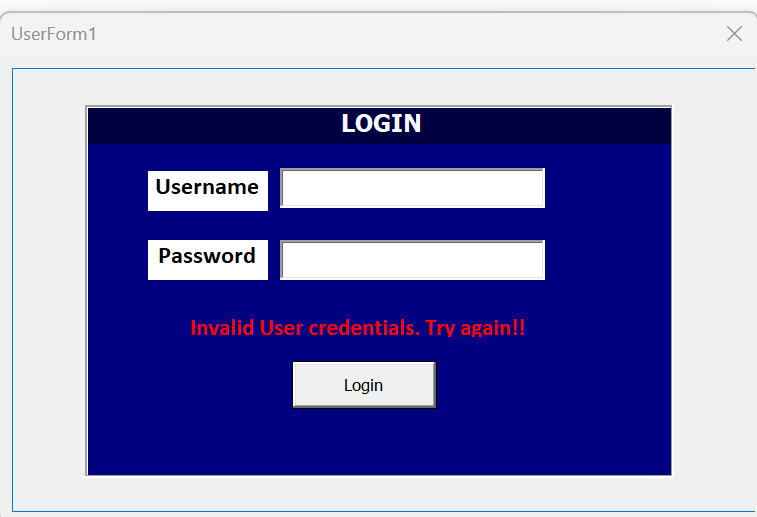 UserForm1
LOGIN
Username
Password
Invalid User credentials. Try again!!
Login